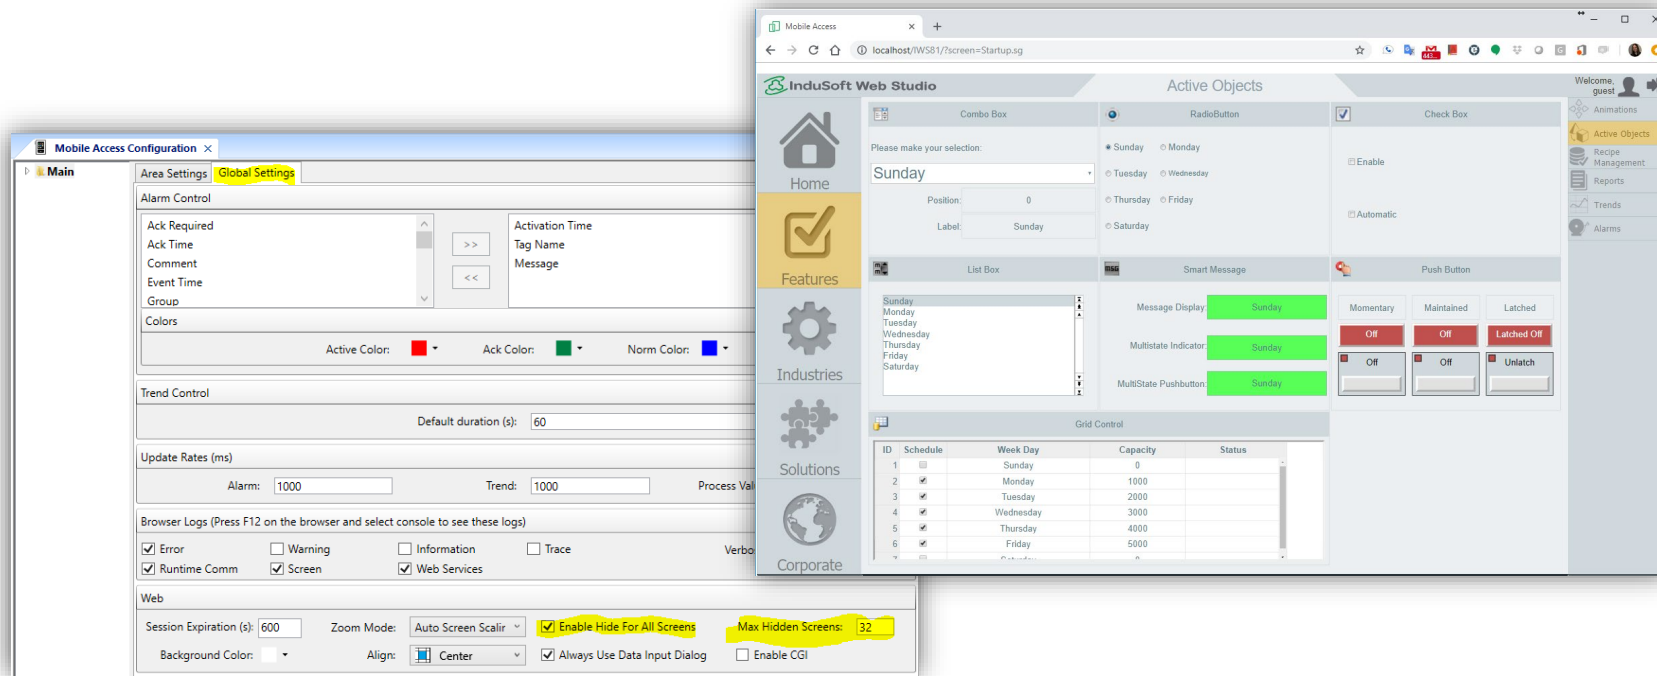 Mobile Access Configuration ×
Main
Area Settings Global Settings
Alarm Control
Ack Required
Ack Time
Comment
Event Time
Group
>>
<<
Activation Time
Tag Name
Message
Colors
Active Color: Ack Color: Norm Color:
Trend Control
Default duration (s): 60
Update Rates (ms)
Alarm: 1000 Trend: 1000
Browser Logs (Press F12 on the browser and select console to see these logs)
Error Warning Information Trace
Runtime Comm Screen Web Services
Web
Session Expiration (s): 600 Zoom Mode: Auto Screen Scalir Enable Hide For All Screens Max Hidden Screens: 32
Background Color: Align: Center Always Use Data Input Dialog Enable CGI
Mobile Access × +
localhost/IWS81/?screen=Startup.sg
InduSoft Web Studio
Active Objects
Welcome,
guest
Home
Features
Industries
Solutions
Corporate
Combo Box
Please make your selection:
Sunday
Position: 0
Label: Sunday
RadioButton
Sunday Monday
Tuesday Wednesday
Thursday Friday
Saturday
Check Box
Enable
Automatic
Animations
Active Objects
Recipe
Management
Reports
Trends
Alarms
List Box
Sunday
Monday
Tuesday
Wednesday
Thursday
Friday
Saturday
MSG
Smart Message
Message Display: Sunday
Multistate Indicator: Sunday
MultiState Pushbutton: Sunday
Push Button
Momentary Maintained Latched
Off Off Latched Off
Off Off Unlatch
Grid Control
ID Schedule Week Day Capacity Status
1 Sunday 0
2 Monday 1000
3 Tuesday 2000
4 Wednesday 3000
5 Thursday 4000
6 Friday 5000